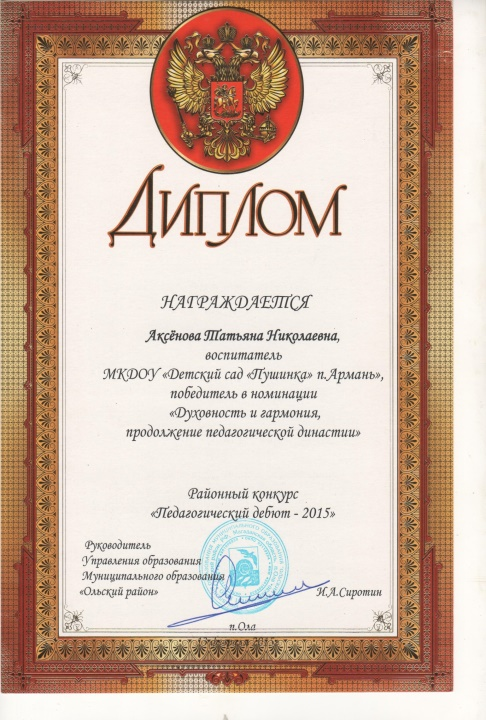 ДИПЛОМ
НАГРАЖДАЕТСЯ
Аксёнова Татьяна Николаевна,
воспитатель
МКДОУ «Детский сад «Пушинка» п.Армань»,
победитель в номинации
«Духовность и гармония,
продолжение педагогической династии»
Районный конкурс
«Педагогический дебют - 2015»
Руководитель
Управления образования
Муниципального образования
«Ольский район»
И.А.Сиротин
п.Ола